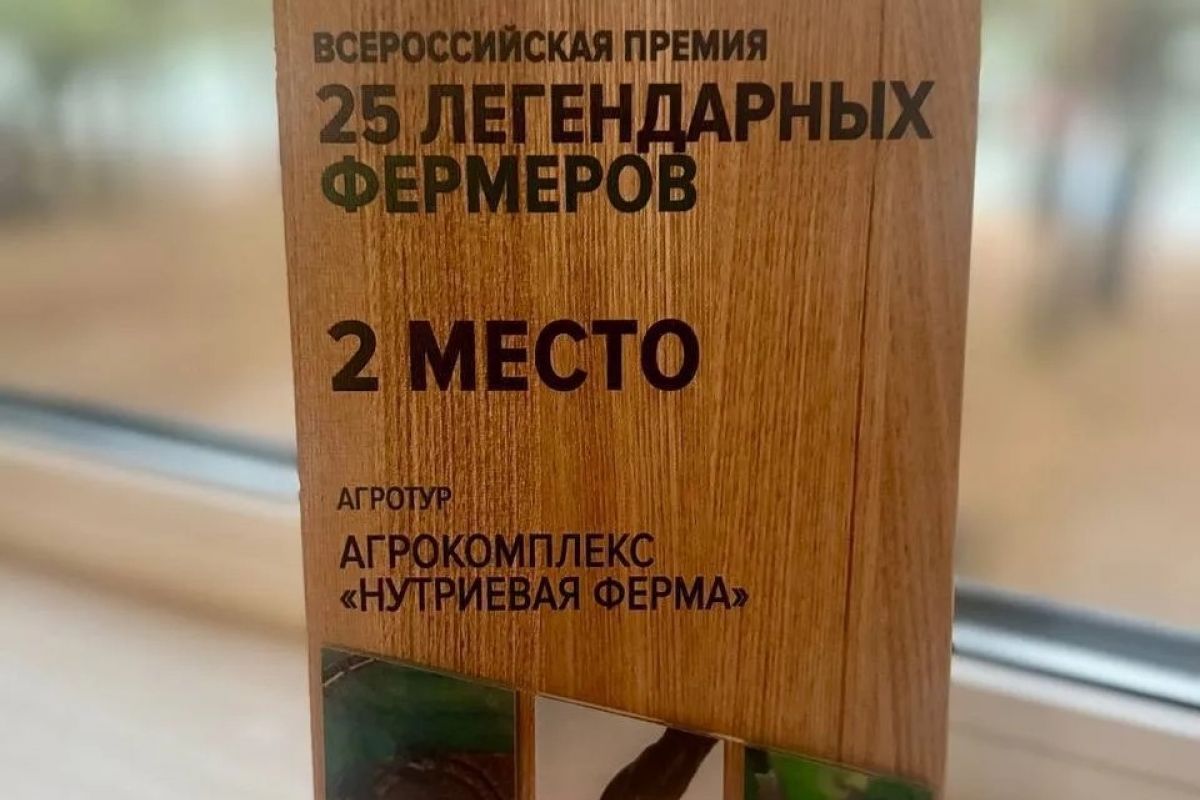 ВСЕРОССИЙСКАЯ ПРЕМИЯ
25 ЛЕГЕНДАРНЫХ
ФЕРМЕРОВ
2 МЕСТО
АГРОТУР
АГРОКОМПЛЕКС
«НУТРИЕВАЯ ФЕРМА»